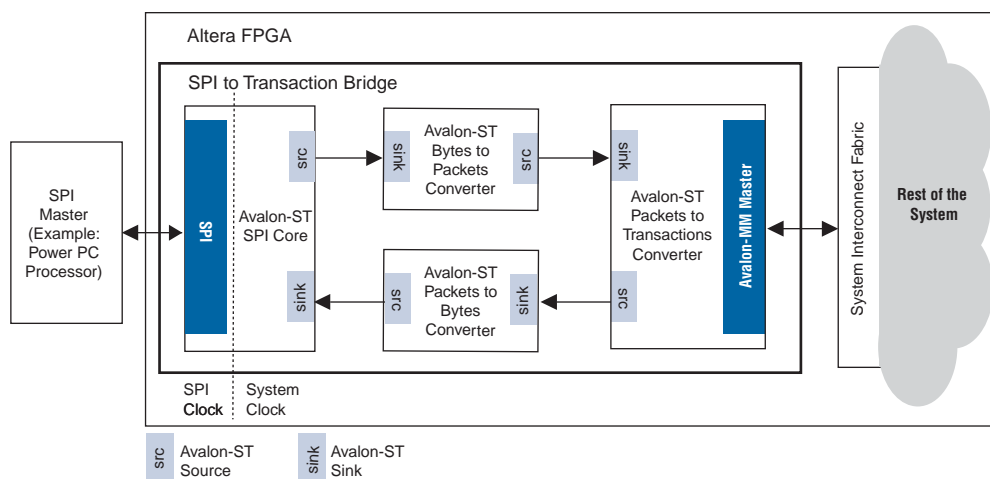 Altera FPGA
SPI to Transaction Bridge
SPI
Master
(Example:
Power PC
Processor)
SPI
Avalon-ST
SPI Core
src
sink
sink
Avalon-ST
Bytes to
Packets
Converter
src
src
Avalon-ST
Packets to
Bytes
Converter
sink
sink
src
Avalon-ST
Packets to
Transactions
Converter
Avalon-MM Master
System Interconnect Fabric
Rest of the
System
SPI
Clock
System
Clock
src
Avalon-ST
Source
sink
Avalon-ST
Sink